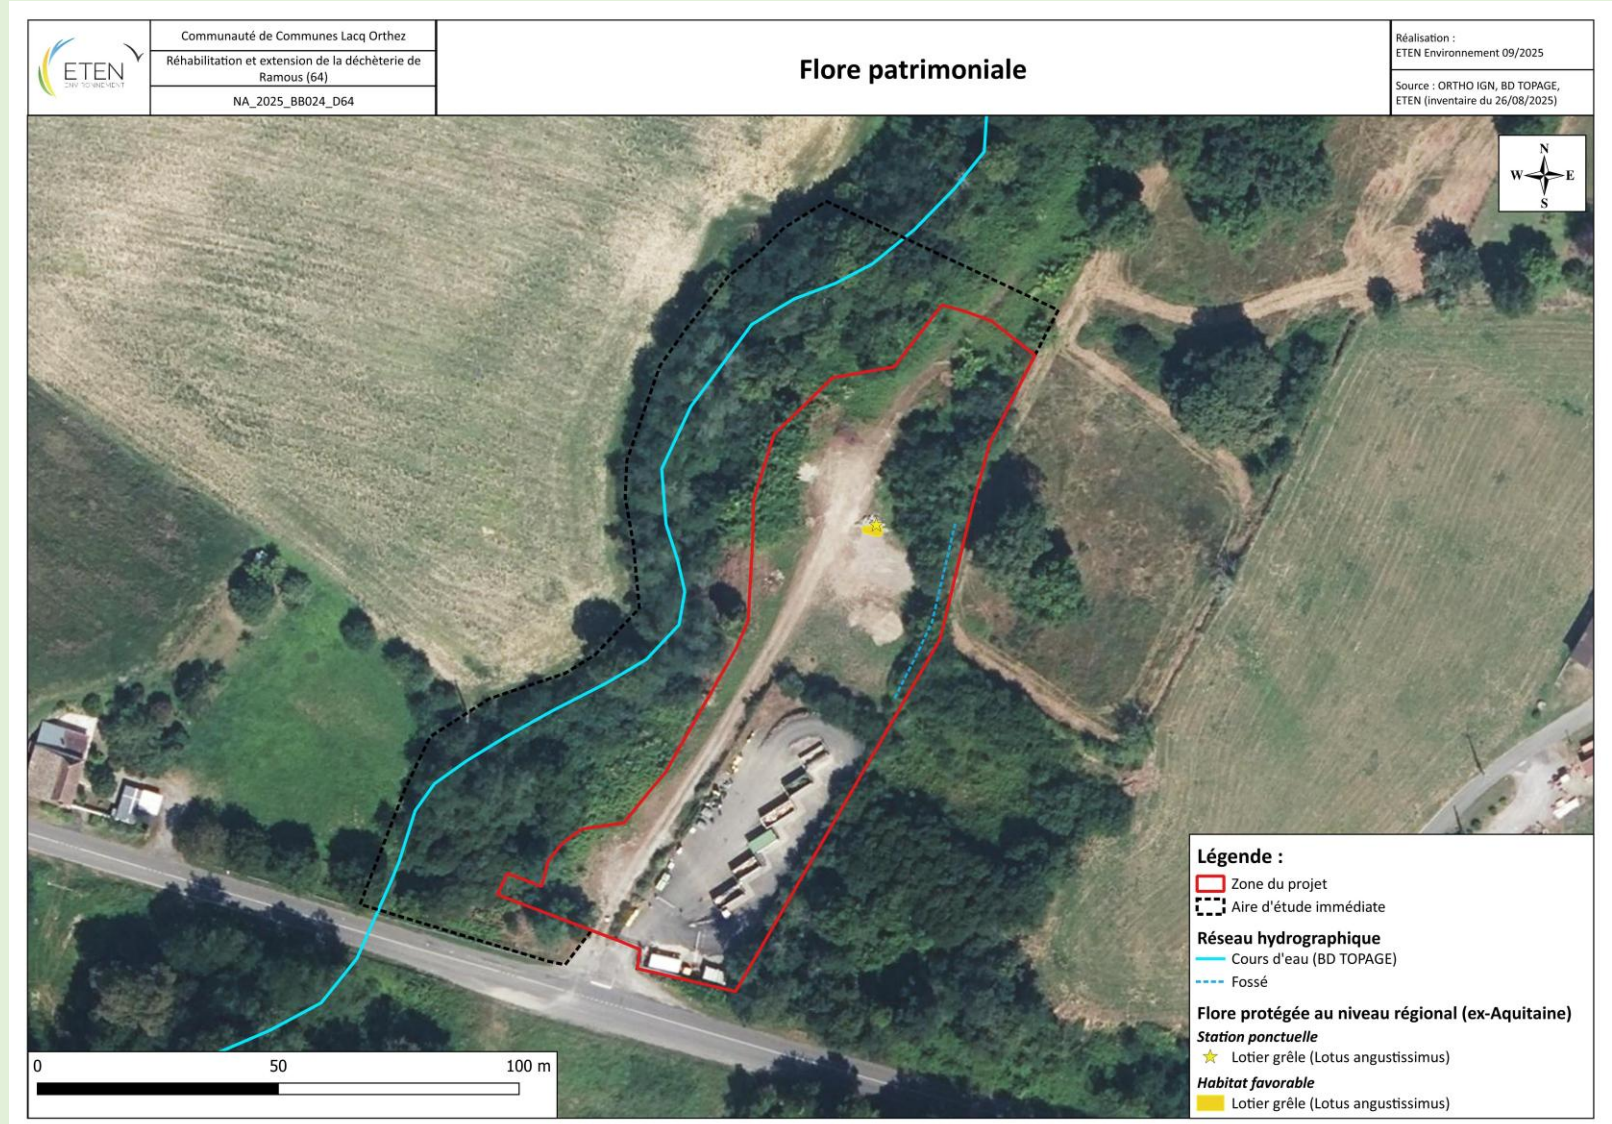 ETEN
ENVIRONNEMENT
Communauté de Communes Lacq Orthez
Réhabilitation et extension de la déchèterie de
Ramous (64)
NA_2025_BB024_D64
Flore patrimoniale
Réalisation :
ETEN Environnement 09/2025
Source : ORTHO IGN, BD TOPAGE,
ETEN (inventaire du 26/08/2025)
N
W E
S
Légende :
Zone du projet
Aire d'étude immédiate
Réseau hydrographique
Cours d'eau (BD TOPAGE)
Fossé
Flore protégée au niveau régional (ex-Aquitaine)
Station ponctuelle
Lotier grêle (Lotus angustissimus)
Habitat favorable
Lotier grêle (Lotus angustissimus)
0 50 100 m